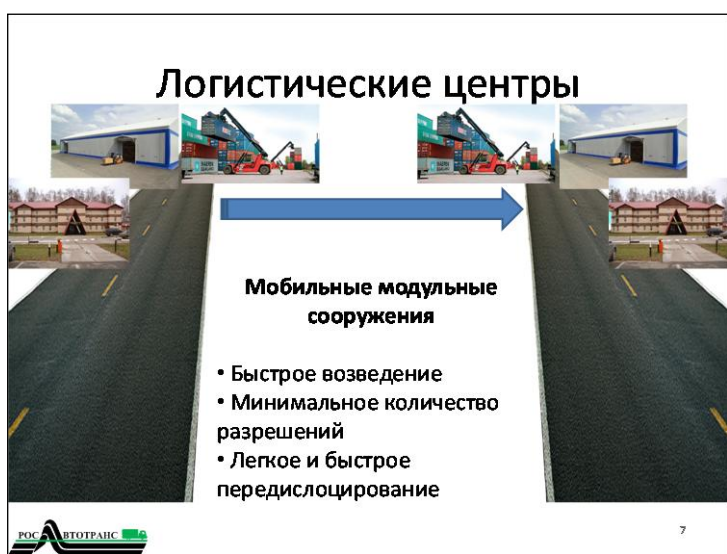 Логистические центры
Мобильные модульные
сооружения
• Быстрое возведение
• Минимальное количество
разрешений
• Легкое и быстрое
передислоцирование
РОСАВТОТРАНС
7